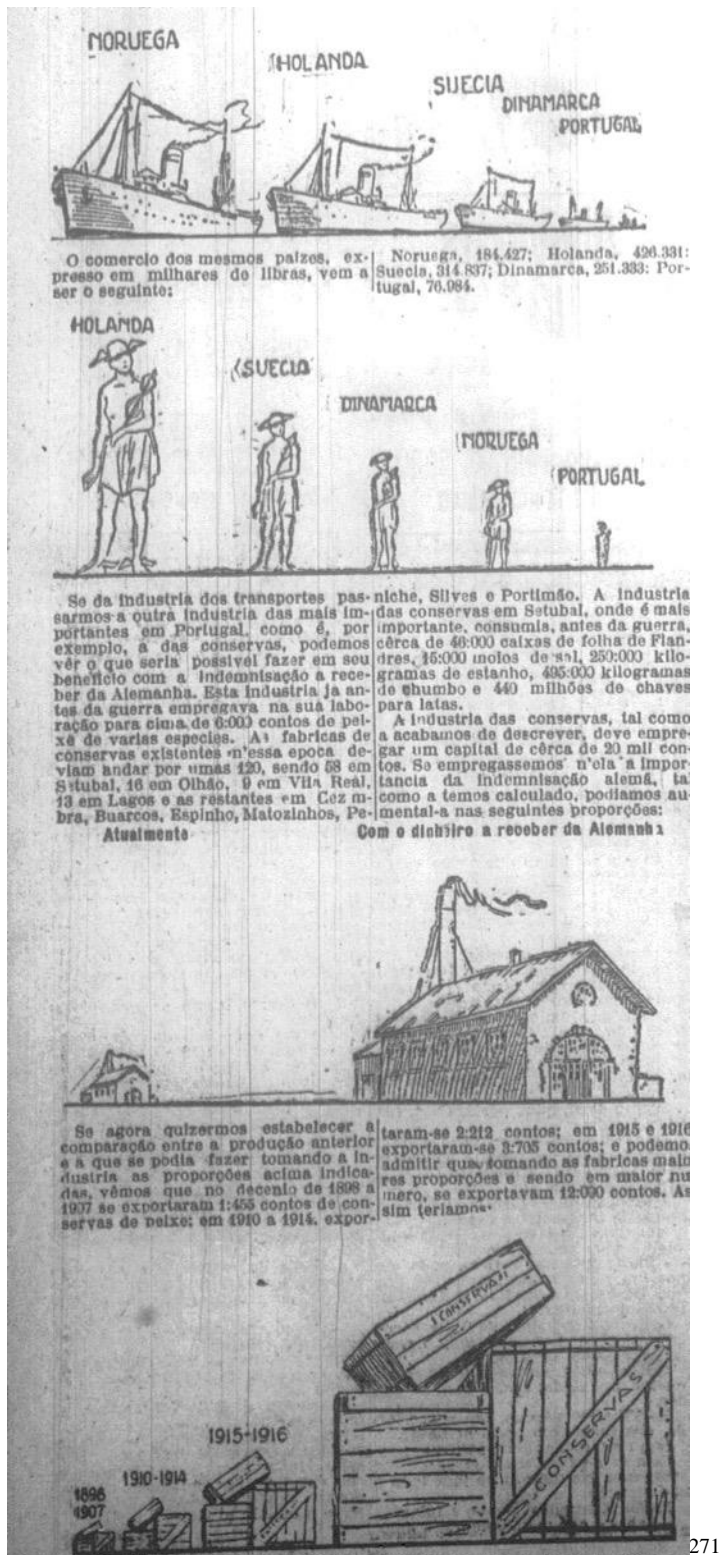 NORUEGA
HOLANDA
SUECIA
DINAMARCA
PORTUGAL
O comercio dos mesmos paizes, ex-
presso em milhares de libras, vem a
ser o seguinte:
Noruega, 184.427; Holanda, 426.331:
Suecia, 314.837; Dinamarca, 251.333: Por-
tugal, 76.984.
HOLANDA
SUECIA
DINAMARCA
NORUEGA
PORTUGAL
Se da industria dos transportes pas-
sarmos a outra industria das mais im-
portantes em Portugal, como é, por
exemplo, a das conservas, podemos
vêr o que seria possivel fazer em seu
beneficio com a indemnisação a rece-
ber da Alemanha. Esta industria já an-
tes da guerra empregava na sua labo-
ração para cima de 6:000 contos de pei-
xe de varias especies. As fabricas de
conservas existentes n'essa epoca de-
viam andar por umas 120, sendo 58 em
Setubal, 16 em Olhão, 9 em Vila Real,
13 em Lagos e as restantes em Cezim-
bra, Buarcos, Espinho, Matozinhos, Pe-
niche, Silves e Portimão. A industria
das conservas em Setubal, onde é mais
importante, consumia, antes da guerra,
cêrca de 46:000 caixas de folha de Flan-
dres, 15:000 moios de sal, 250:000 kilo-
gramas de estanho, 495:000 kilogramas
de chumbo e 440 milhões de chaves
para latas.
A industria das conservas, tal como
a acabamos de descrever, deve empre-
gar um capital de cêrca de 20 mil con-
tos. Se empregassemos n'ela a impor-
tancia da indemnisação alemã, tal
como a temos calculado, podiamos au-
mental-a nas seguintes proporções:
Atualmente
Com o dinheiro a receber da Alemanha
Se agora quizermos estabelecer a
comparação entre a produção anterior
e a que se podia fazer tomando a in-
dustria as proporções acima indica-
das, vêmos que no decenio de 1898 a
1907 se exportaram 1:455 contos de con-
servas de peixe; em 1910 a 1914, expor-
taram-se 2:212 contos; em 1915 e 1916
exportaram-se 3:705 contos; e podemo
admitir que, tomando as fabricas maio
res proporções e sendo em maior nu
mero, se exportavam 12:000 contos. As
sim teriamos:
1898
1907
1910-1914
1915-1916
CONSERVAS
CONSERVAS
271